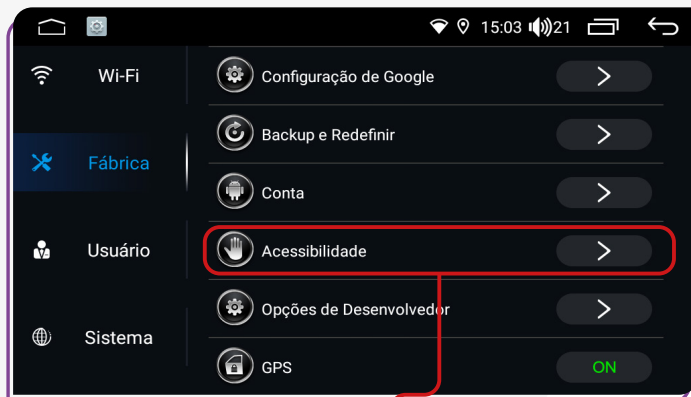 15:03 21
Wi-Fi
Configuração de Google
Backup e Redefinir
Fábrica
Conta
Usuário
Acessibilidade
Opções de Desenvolvedor
Sistema
GPS ON